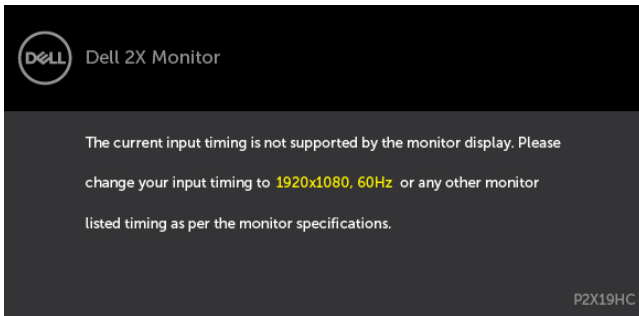 DELL
Dell 2X Monitor
The current input timing is not supported by the monitor display. Please
change your input timing to 1920x1080, 60Hz or any other monitor
listed timing as per the monitor specifications.
P2X19HC